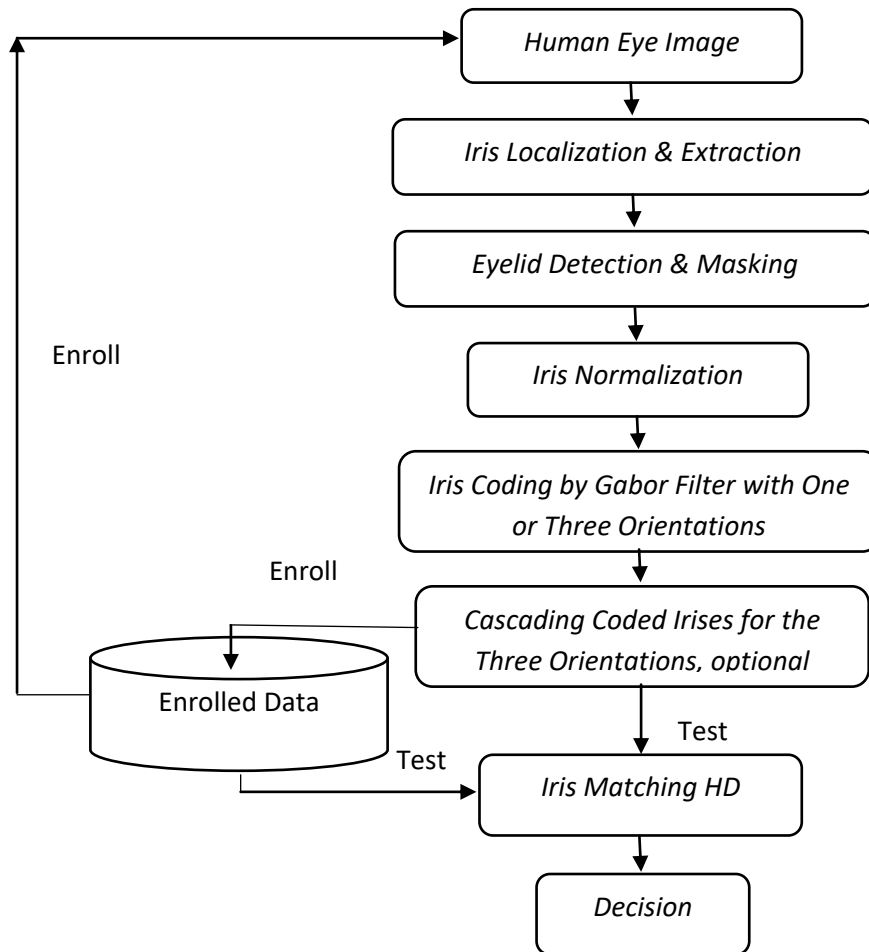 Human Eye Image
Iris Localization & Extraction
Eyelid Detection & Masking
Enroll
Iris Normalization
Iris Coding by Gabor Filter with One
or Three Orientations
Enroll
Cascading Coded Irises for the
Three Orientations, optional
Enrolled Data
Test
Test
Iris Matching HD
Decision